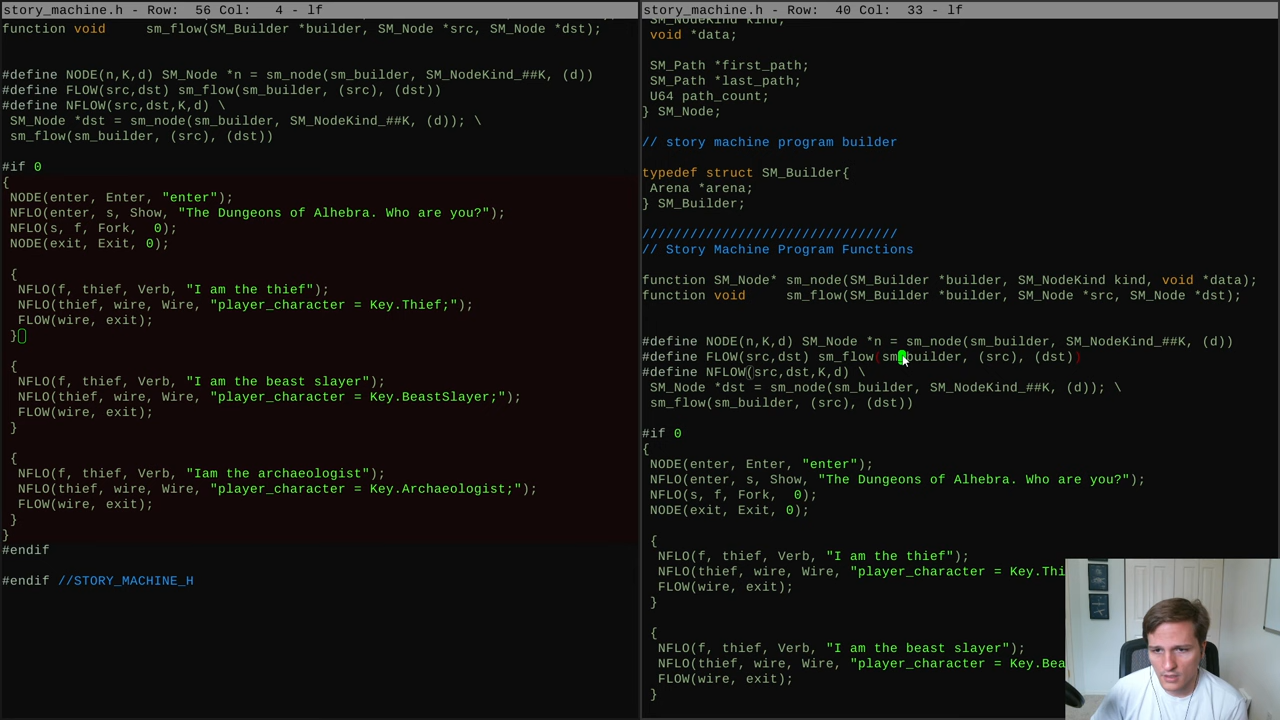 story_machine.h - Row:  56 Col:   4 - lf
function void     sm_flow(SM_Builder *builder, SM_Node *src, SM_Node *dst);
#define NODE(n,K,d) SM_Node *n = sm_node(sm_builder, SM_NodeKind_##K, (d))
#define FLOW(src,dst) sm_flow(sm_builder, (src), (dst))
#define NFLOW(src,dst,K,d) \
SM_Node *dst = sm_node(sm_builder, SM_NodeKind_##K, (d)); \
sm_flow(sm_builder, (src), (dst))
#if 0
{
NODE(enter, Enter, "enter");
NFLO(enter, s, Show, "The Dungeons of Alhebra. Who are you?");
NFLO(s, f, Fork,  0);
NODE(exit, Exit, 0);
{
NFLO(f, thief, Verb, "I am the thief");
NFLO(thief, wire, Wire, "player_character = Key.Thief;");
FLOW(wire, exit);
}
{
NFLO(f, thief, Verb, "I am the beast slayer");
NFLO(thief, wire, Wire, "player_character = Key.BeastSlayer;");
FLOW(wire, exit);
}
{
NFLO(f, thief, Verb, "Iam the archaeologist");
NFLO(thief, wire, Wire, "player_character = Key.Archaeologist;");
FLOW(wire, exit);
}
}
#endif
#endif //STORY_MACHINE_H
story_machine.h - Row:  40 Col:  33 - lf
SM_NodeKind kind;
void *data;
SM_Path *first_path;
SM_Path *last_path;
U64 path_count;
} SM_Node;
// story machine program builder
typedef struct SM_Builder{
Arena *arena;
} SM_Builder;
////////////////////////////////
// Story Machine Program Functions
function SM_Node* sm_node(SM_Builder *builder, SM_NodeKind kind, void *data);
function void     sm_flow(SM_Builder *builder, SM_Node *src, SM_Node *dst);
#define NODE(n,K,d) SM_Node *n = sm_node(sm_builder, SM_NodeKind_##K, (d))
#define FLOW(src,dst) sm_flow(sm_builder, (src), (dst))
#define NFLOW(src,dst,K,d) \
SM_Node *dst = sm_node(sm_builder, SM_NodeKind_##K, (d)); \
sm_flow(sm_builder, (src), (dst))
#if 0
{
NODE(enter, Enter, "enter");
NFLO(enter, s, Show, "The Dungeons of Alhebra. Who are you?");
NFLO(s, f, Fork,  0);
NODE(exit, Exit, 0);
{
NFLO(f, thief, Verb, "I am the thief");
NFLO(thief, wire, Wire, "player_character = Key.Thi
FLOW(wire, exit);
}
{
NFLO(f, thief, Verb, "I am the beast slayer");
NFLO(thief, wire, Wire, "player_character = Key.Bea
FLOW(wire, exit);
}